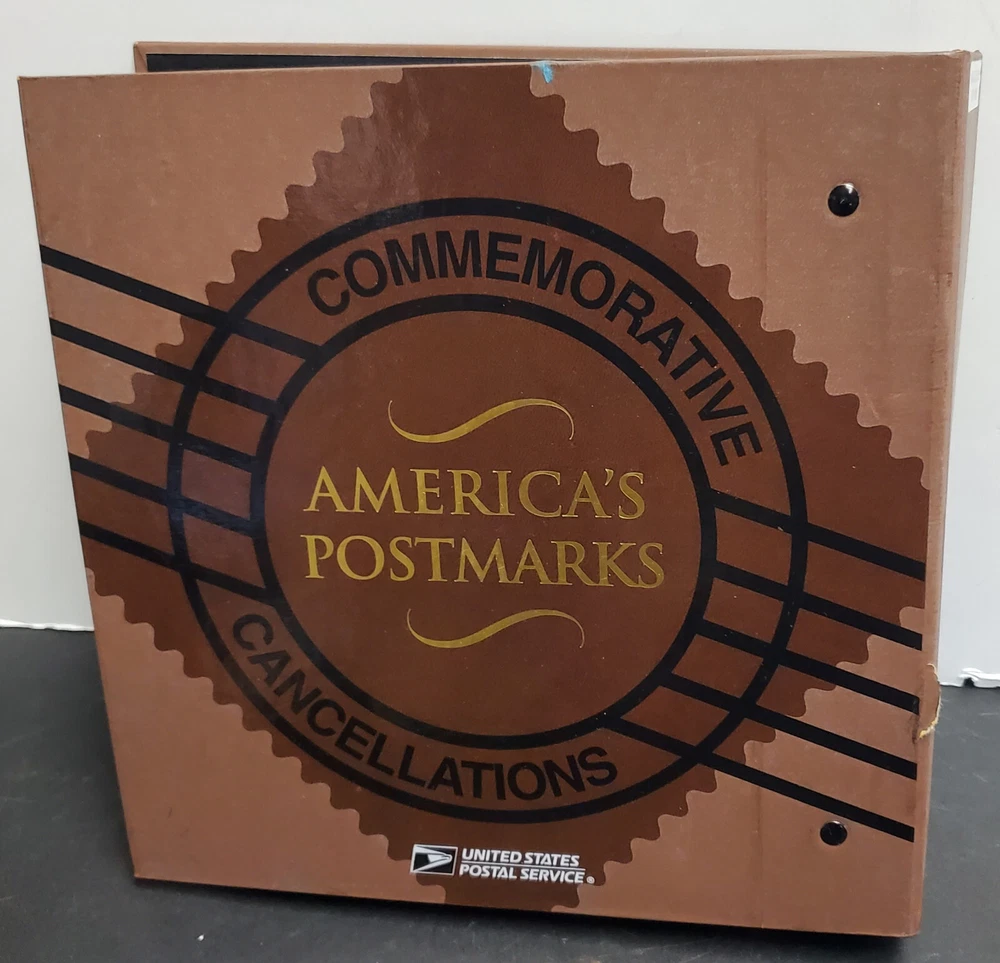 COMMEMORATIVE
AMERICA'S
POSTMARKS
CANCELLATIONS
UNITED STATES
POSTAL SERVICE®